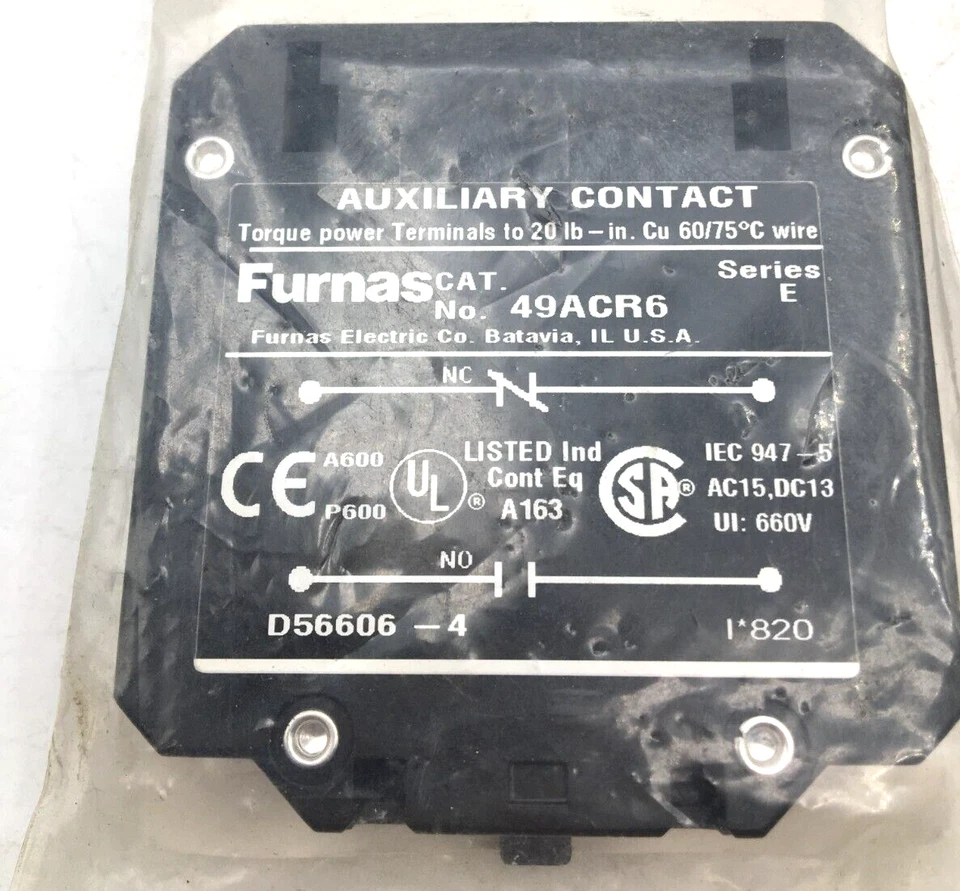 AUXILIARY CONTACT
Torque power Terminals to 20 lb – in. Cu 60/75°C wire
Furnas CAT. No. 49ACR6
Series E
Furnas Electric Co. Batavia, IL U.S.A.
NC
CE A600 P600
UL ®
LISTED Ind
Cont Eq
A163
SA ®
IEC 947 – 5
AC15,DC13
UI: 660V
NO
D56606 – 4
I*820